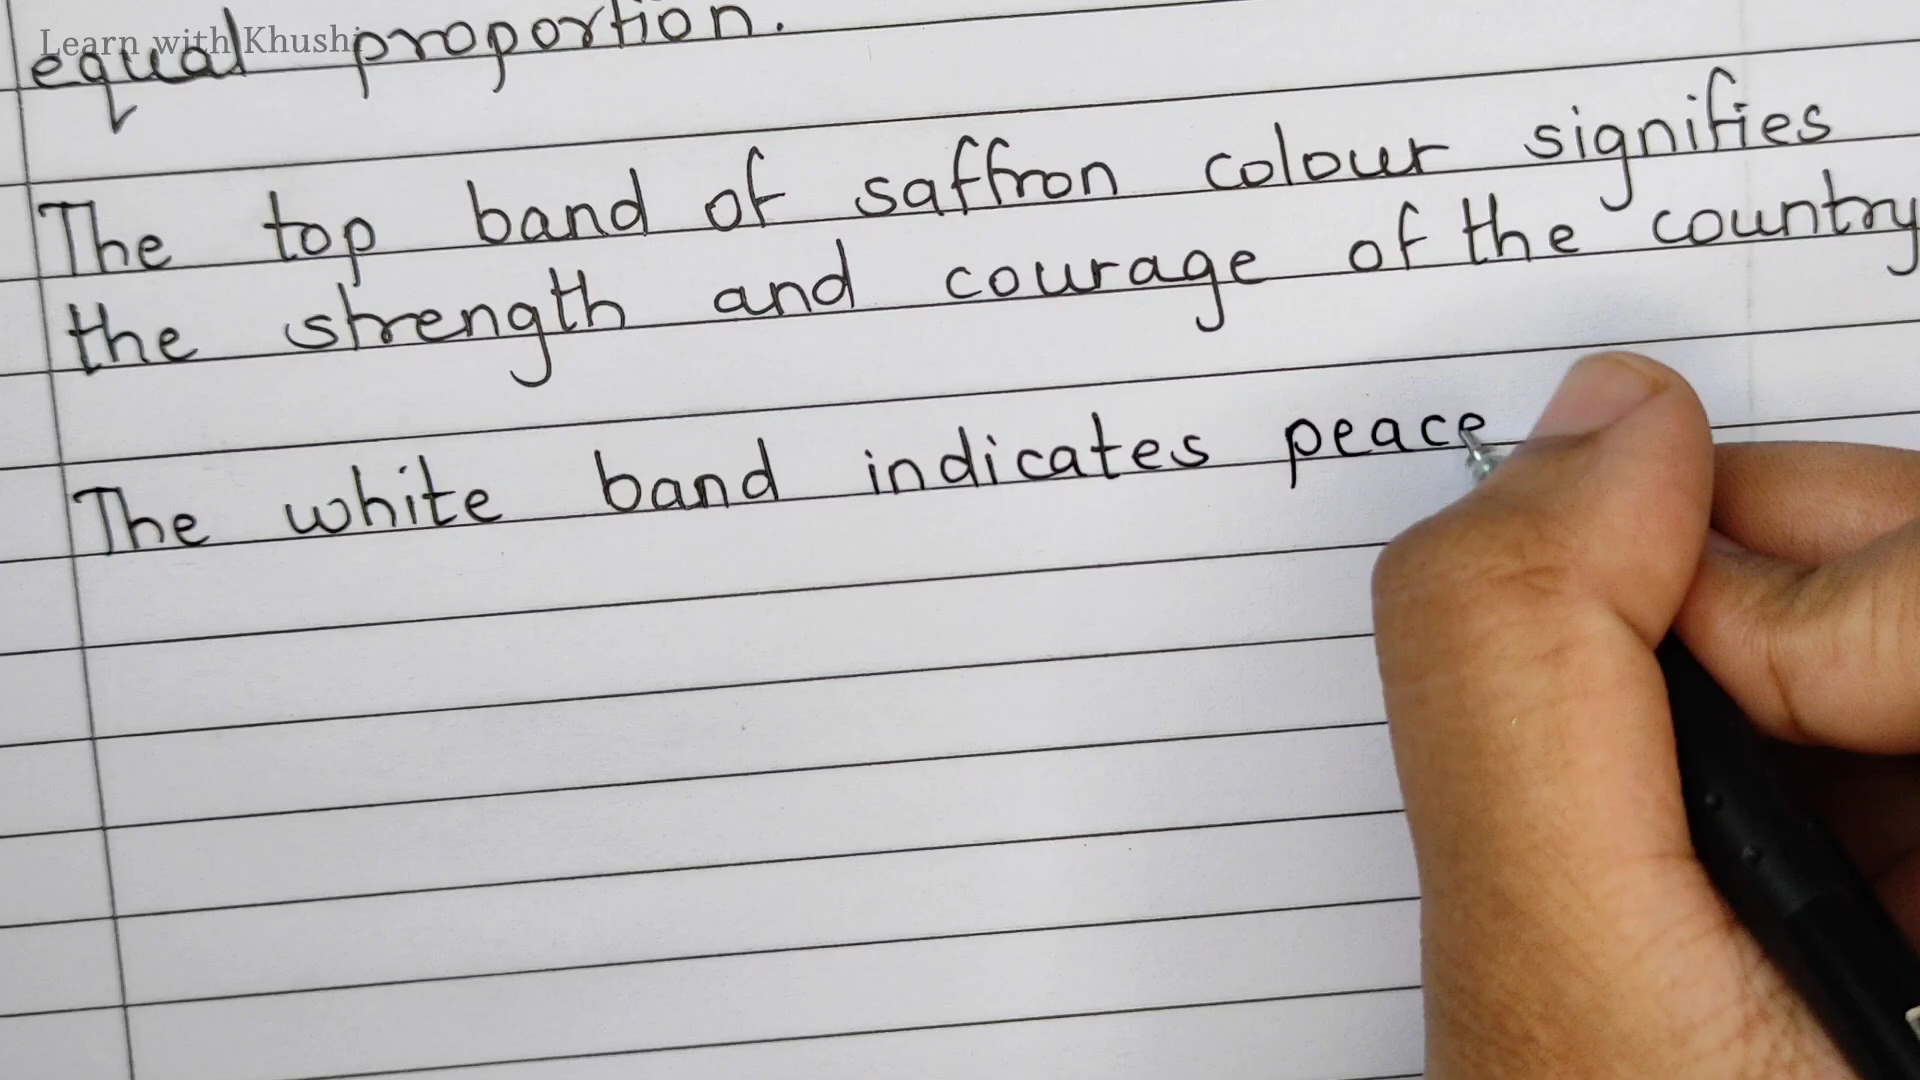 Learn with Khushi
equal proportion.
The top band of saffron colour signifies
the strength and courage of the country
The white band indicates peace